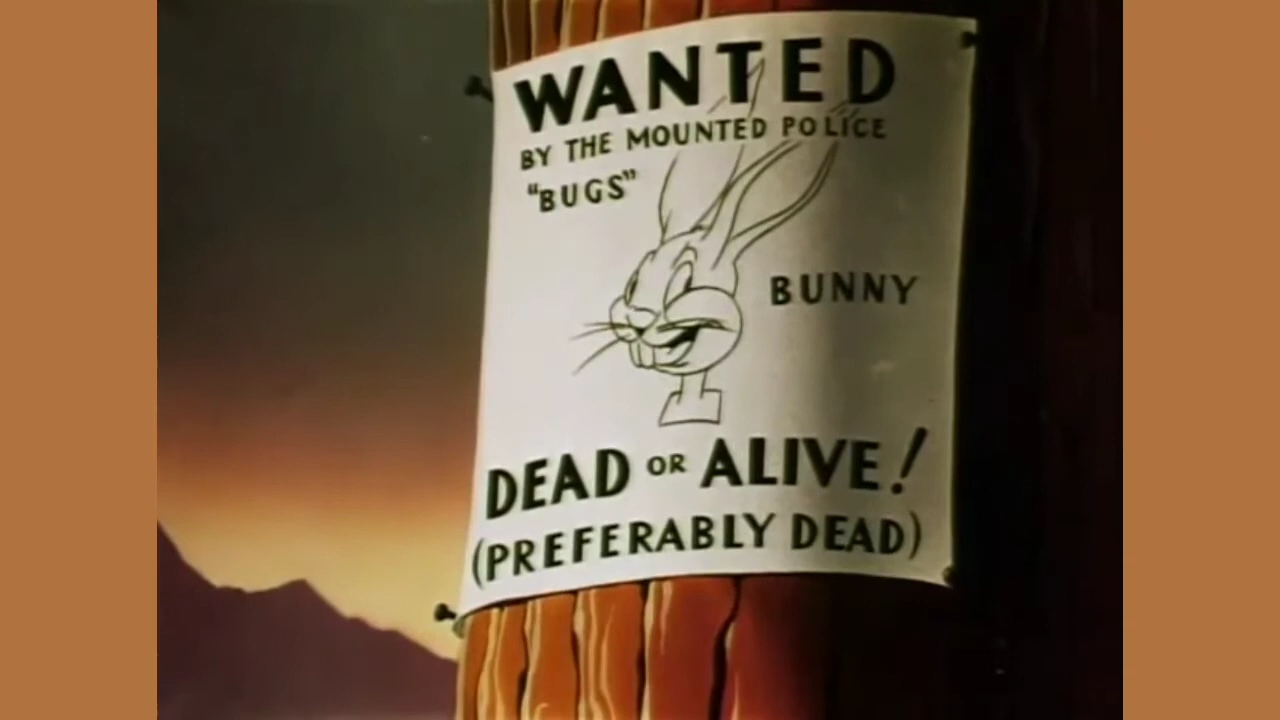 WANTED
BY THE MOUNTED POLICE
"BUGS"
BUNNY
DEAD OR ALIVE!
(PREFERABLY DEAD)